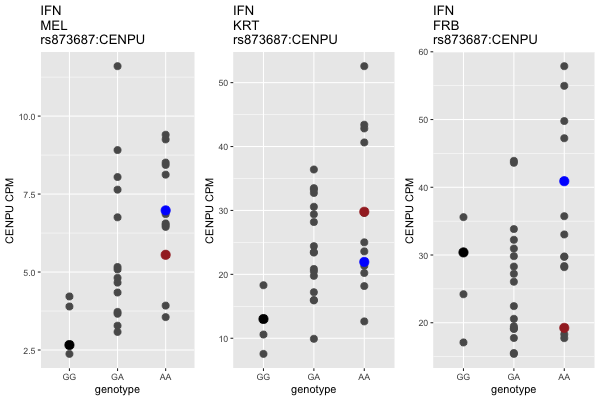 IFN
MEL
rs873687:CENPU
CENPU CPM
10.0
7.5
5.0
2.5
GG GA AA
genotype
IFN
KRT
rs873687:CENPU
CENPU CPM
50
40
30
20
10
GG GA AA
genotype
IFN
FRB
rs873687:CENPU
CENPU CPM
60
50
40
30
20
GG GA AA
genotype